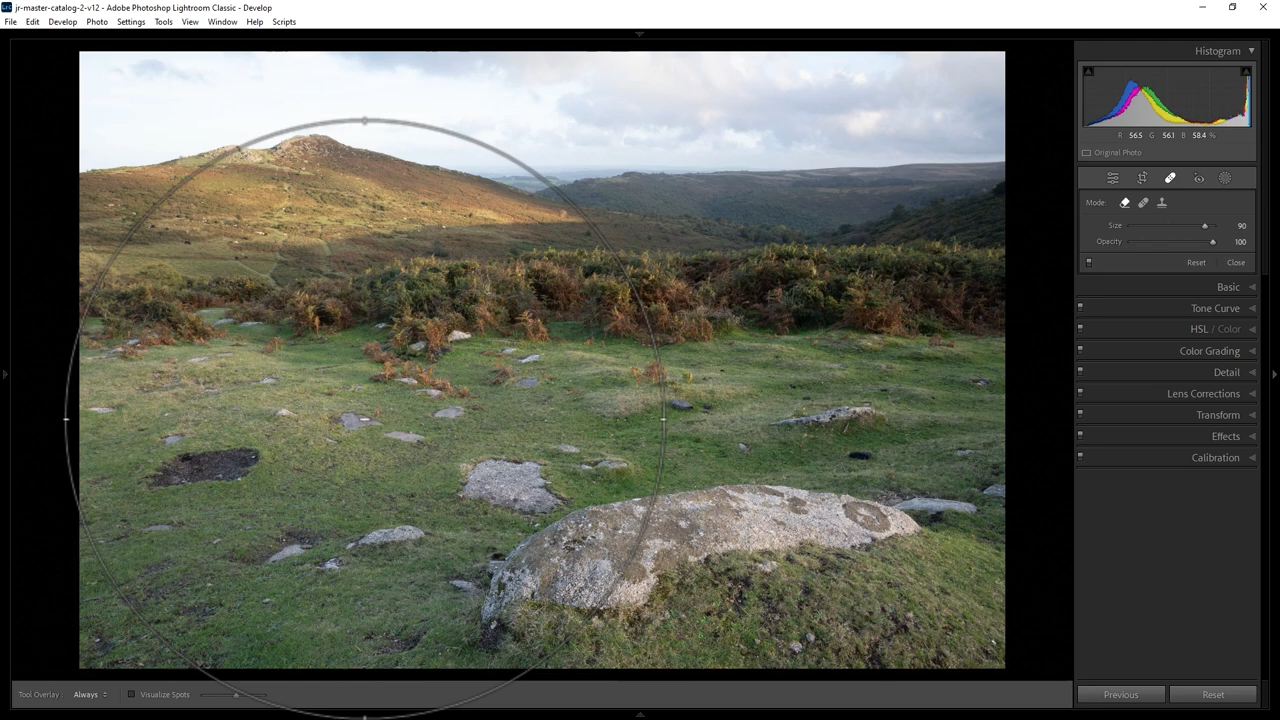 Lrc jr-master-catalog-2-v12 - Adobe Photoshop Lightroom Classic - Develop
File Edit Develop Photo Settings Tools View Window Help Scripts
Histogram
R 56.5 G 56.1 B 58.4 %
Original Photo
Mode:
Size 90
Opacity 100
Reset Close
Basic
Tone Curve
HSL / Color
Color Grading
Detail
Lens Corrections
Transform
Effects
Calibration
Tool Overlay : Always Visualize Spots
Previous Reset